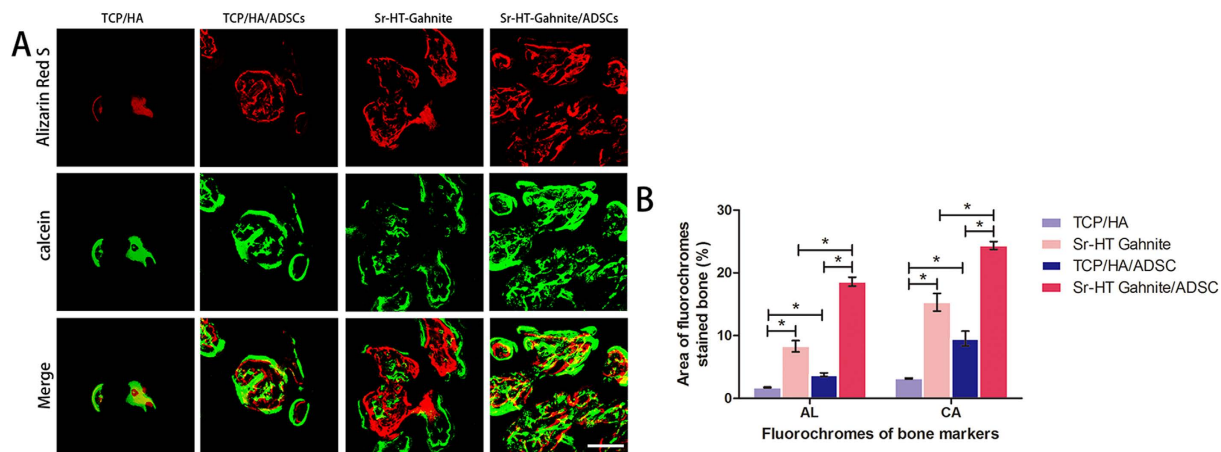 A
TCP/HA
TCP/HA/ADSCs
Sr-HT-Gahnite
Sr-HT-Gahnite/ADSCs
Alizarin Red S
calcein
Merge
B
Area of fluorochromes
stained bone (%)
30
20
10
0
* * * *
* * * *
AL
CA
Fluorochromes of bone markers
TCP/HA
Sr-HT Gahnite
TCP/HA/ADSC
Sr-HT Gahnite/ADSC